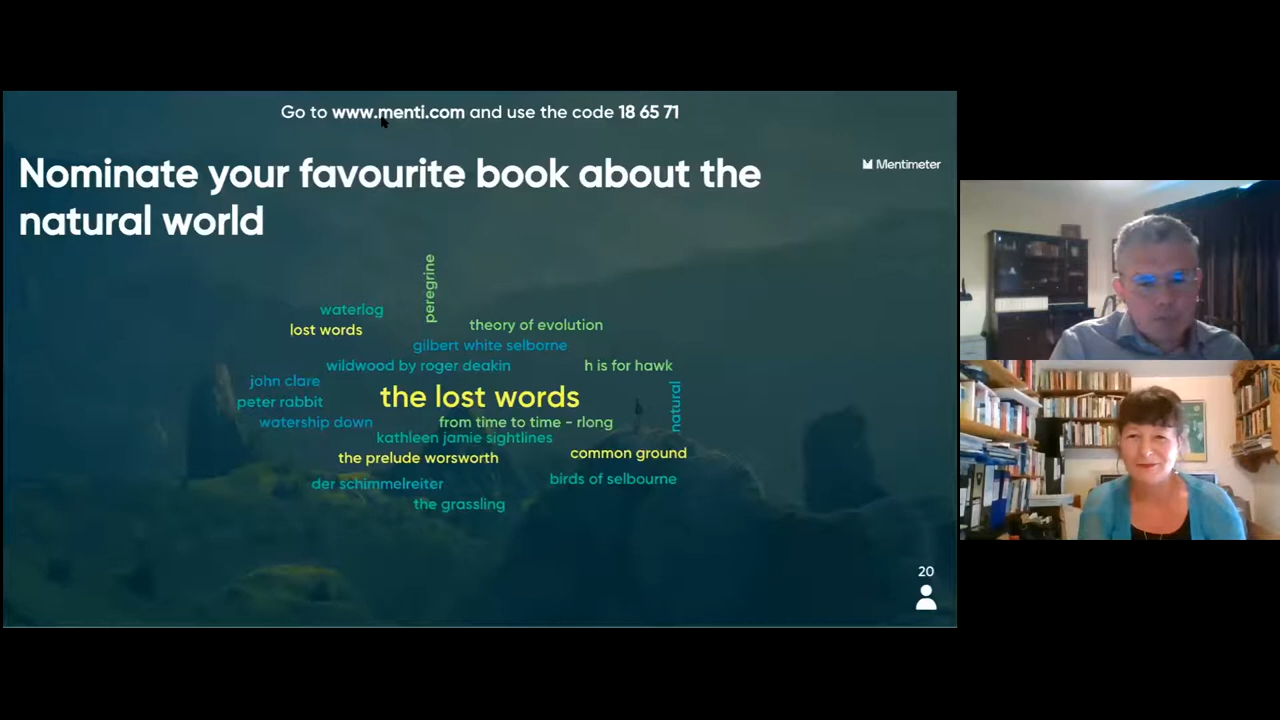 Go to www.menti.com and use the code 18 65 71
Nominate your favourite book about the
natural world
Mentimeter
peregrine
waterlog
lost words
theory of evolution
gilbert white selborne
wildwood by roger deakin
h is for hawk
john clare
the lost words
natural
peter rabbit
watership down
from time to time - rlong
kathleen jamie sightlines
the prelude worsworth
common ground
der schimmelreiter
birds of selbourne
the grassling
20